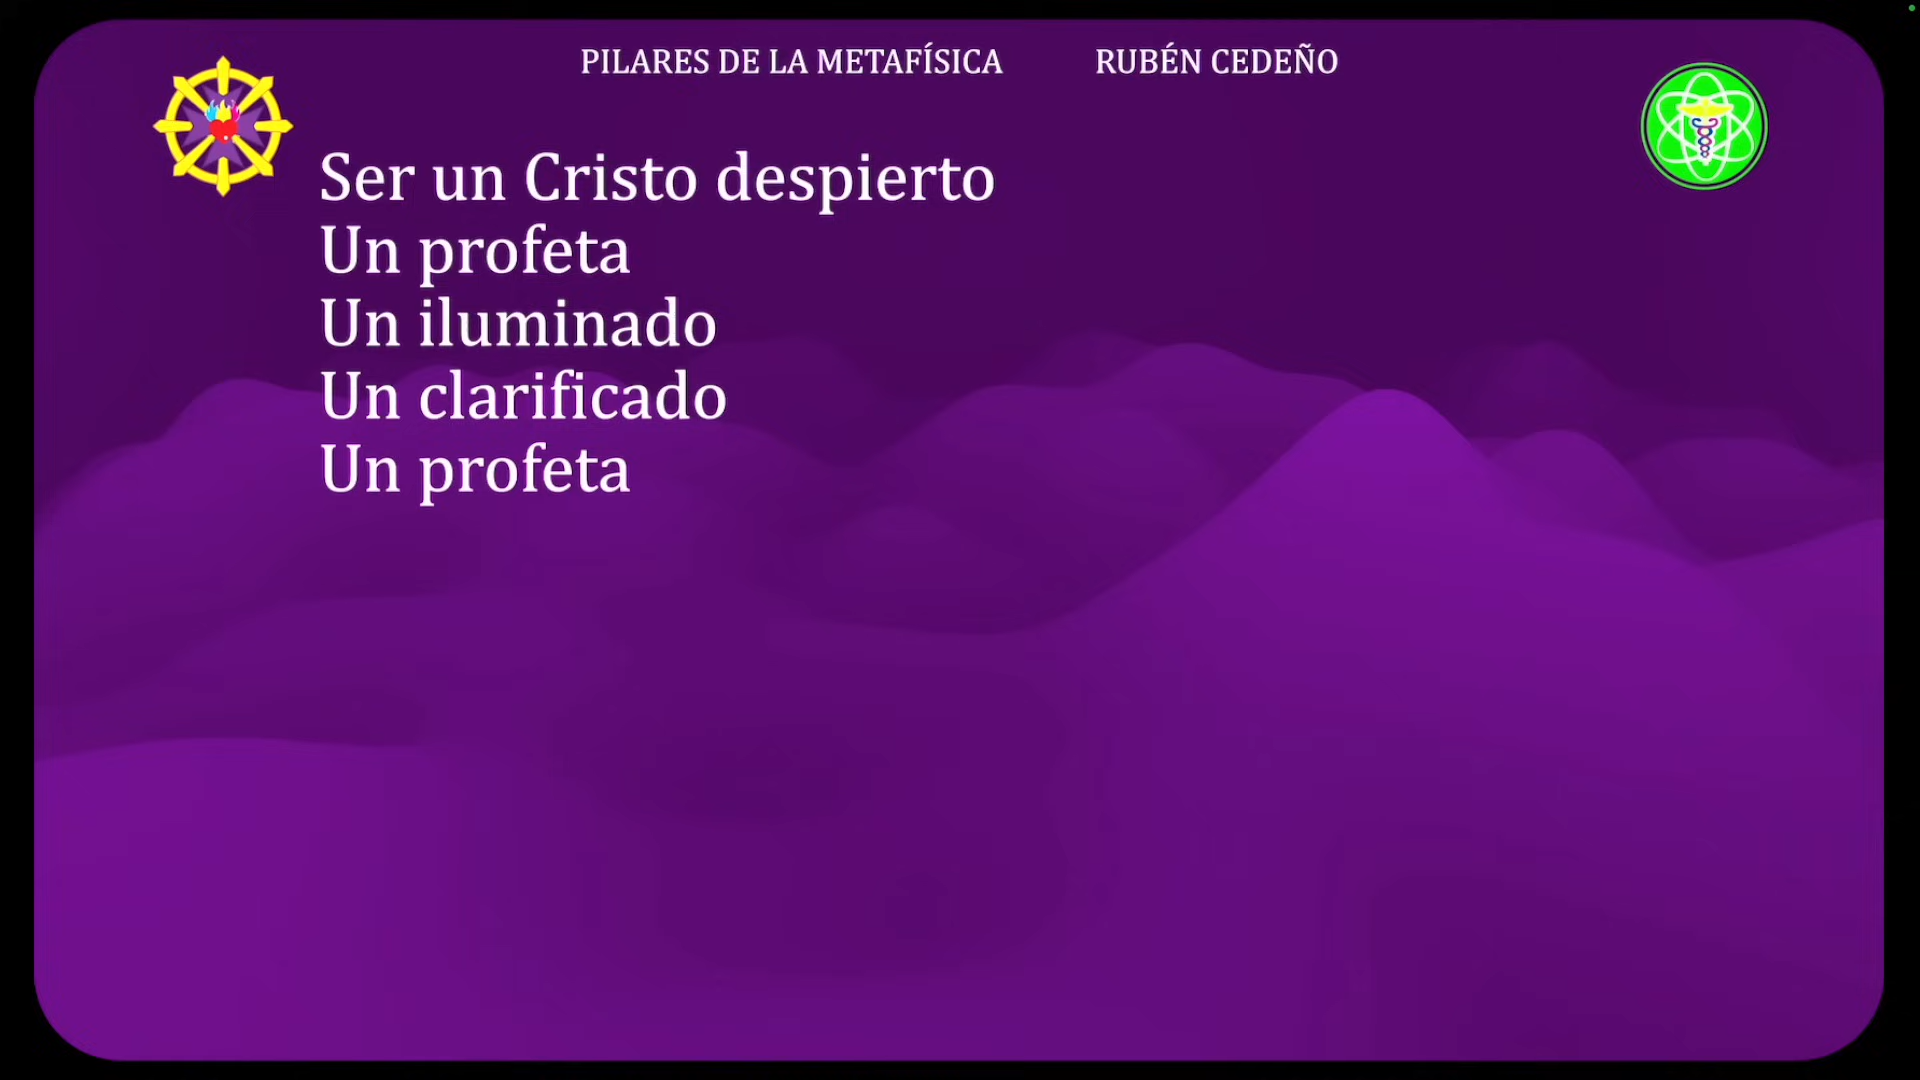 PILARES DE LA METAFÍSICA RUBÉN CEDEÑO
Ser un Cristo despierto
Un profeta
Un iluminado
Un clarificado
Un profeta